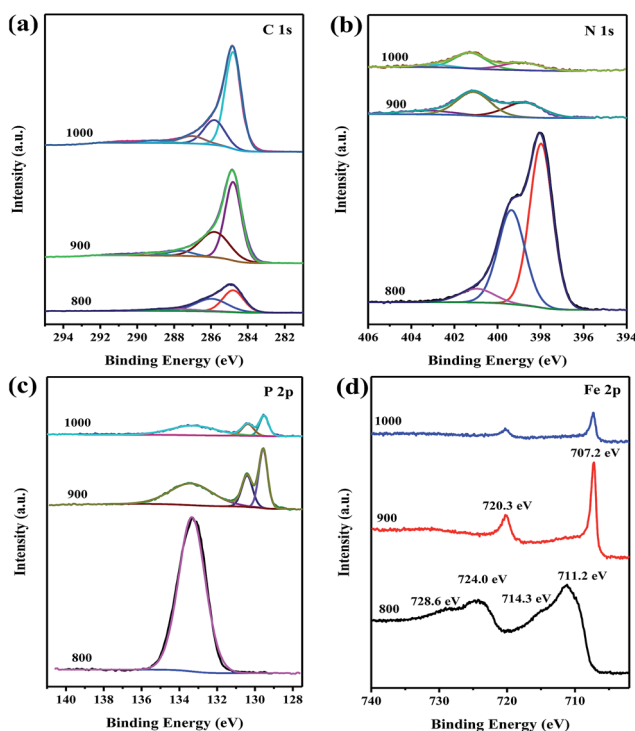 (a)
C 1s
1000
900
800
Intensity (a.u.)
294 292 290 288 286 284 282
Binding Energy (eV)
(b)
N 1s
1000
900
800
Intensity (a.u.)
406 404 402 400 398 396 394
Binding Energy (eV)
(c)
P 2p
1000
900
800
Intensity (a.u.)
140 138 136 134 132 130 128
Binding Energy (eV)
(d)
Fe 2p
1000
707.2 eV
900
720.3 eV
711.2 eV
724.0 eV
714.3 eV
728.6 eV
800
Intensity (a.u.)
740 730 720 710
Binding Energy (eV)